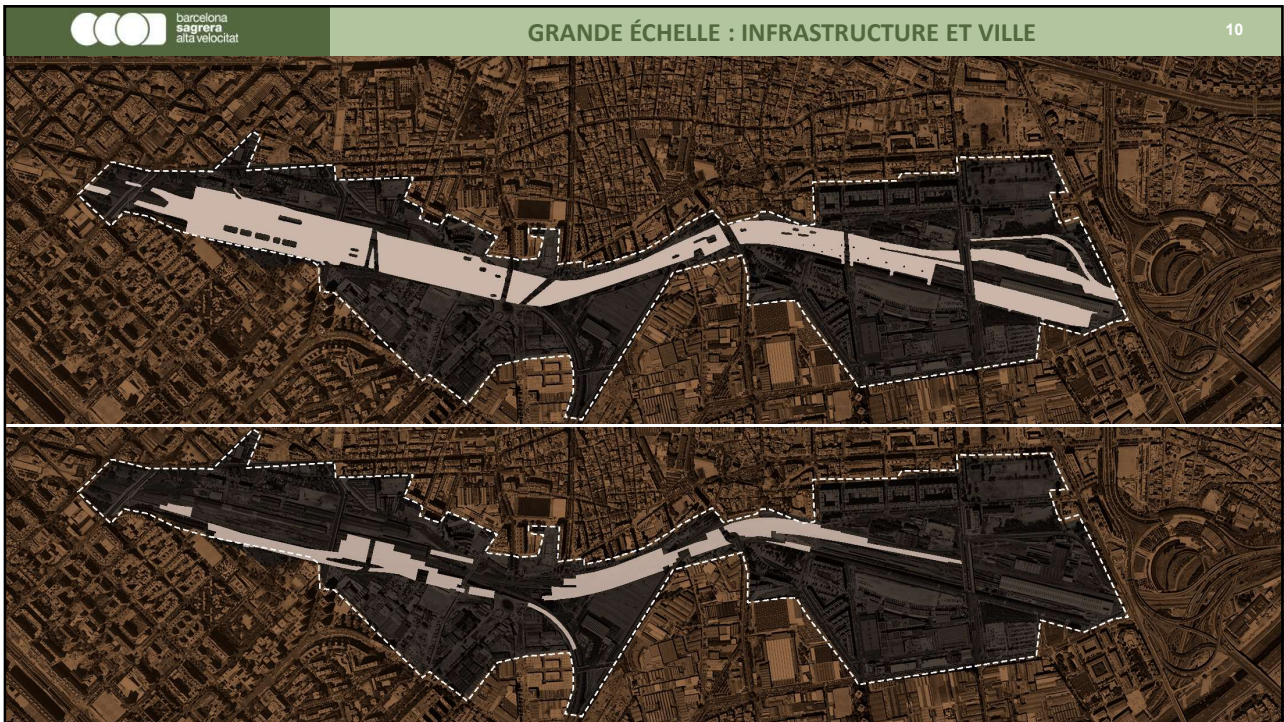 barcelona
sagrera
alta velocitat
GRANDE ÉCHELLE : INFRASTRUCTURE ET VILLE
10